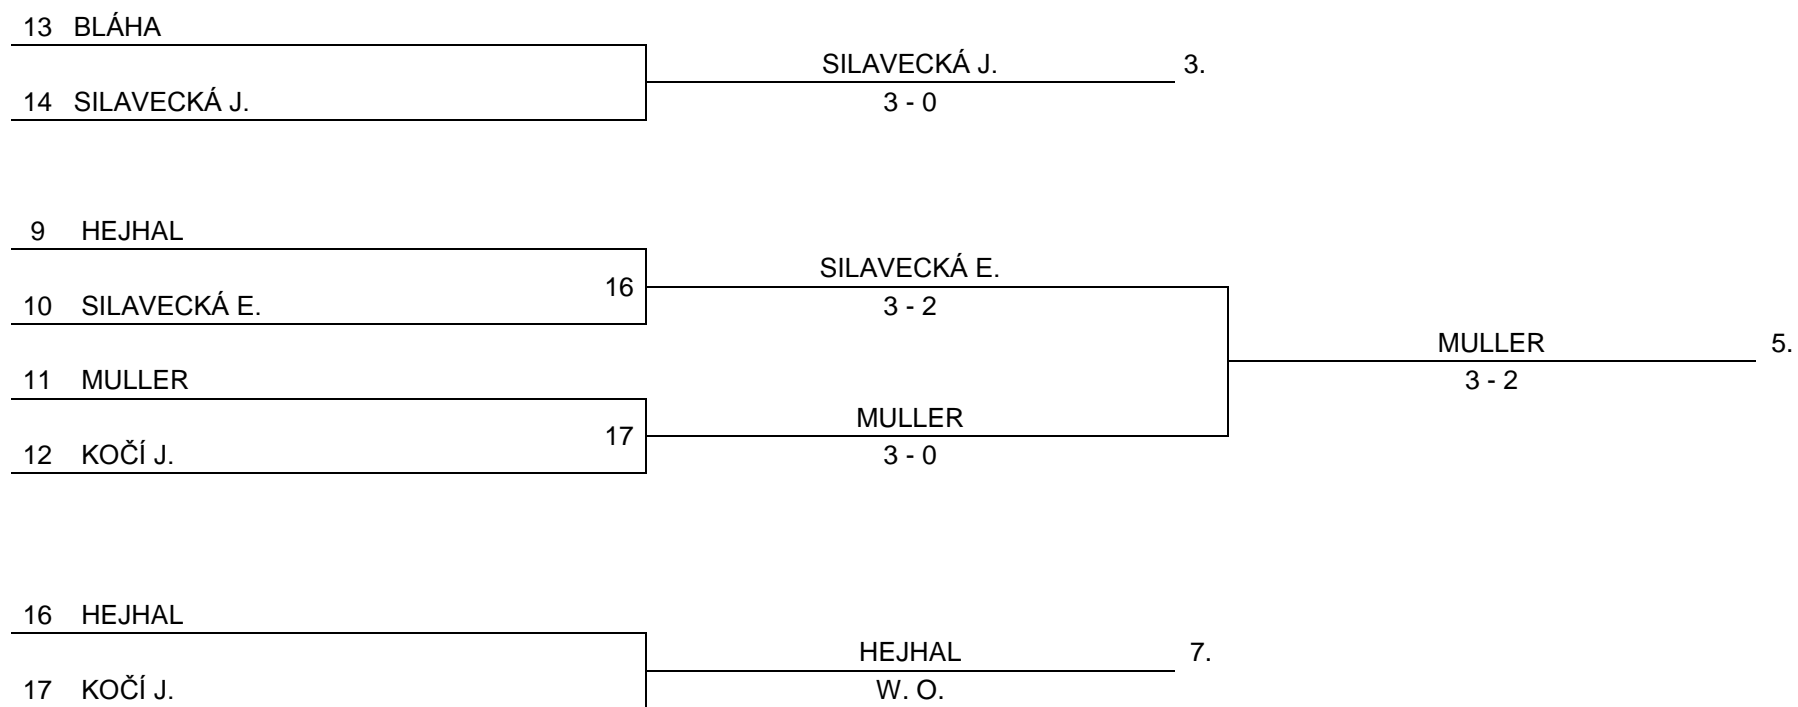 13 BLÁHA
SILAVECKÁ J. 3.
14 SILAVECKÁ J. 3 - 0
9 HEJHAL
SILAVECKÁ E.
16
10 SILAVECKÁ E. 3 - 2
MULLER 5.
11 MULLER 3 - 2
MULLER
17
12 KOČÍ J. 3 - 0
16 HEJHAL
HEJHAL 7.
17 KOČÍ J. W. O.